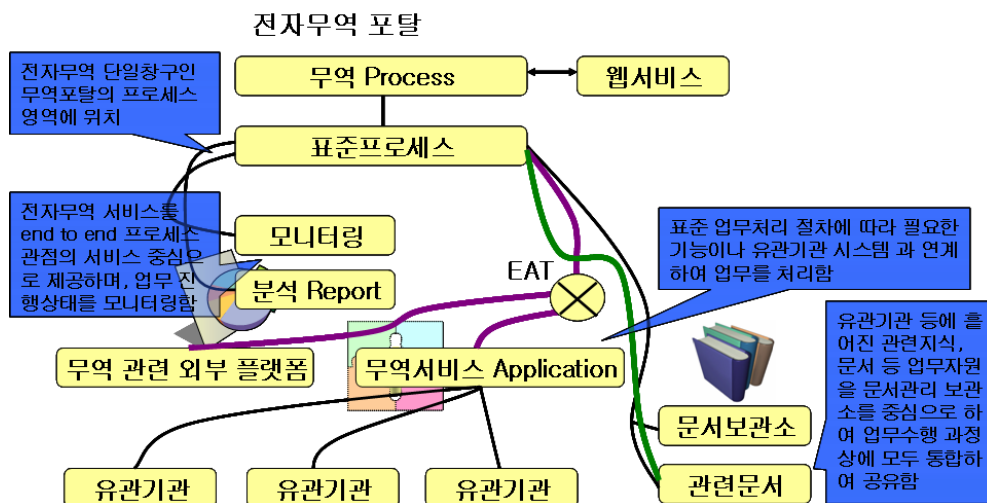 전자무역 포탈
전자무역 단일창구인
무역포탈의 프로세스
영역에 위치
무역 Process
웹서비스
표준프로세스
전자무역 서비스를
end to end 프로세스
관점의 서비스 중심으
로 제공하며, 업무 진
행상태를 모니터링함
모니터링
분석 Report
EAT
표준 업무처리 절차에 따라 필요한
기능이나 유관기관 시스템 과 연계
하여 업무를 처리함
무역 관련 외부 플랫폼
무역서비스 Application
유관기관 등에 흩
어진 관련지식,
문서 등 업무자원
을 문서관리 보관
소를 중심으로 하
여 업무수행 과정
상에 모두 통합하
여 공유함
문서보관소
관련문서
유관기관
유관기관
유관기관